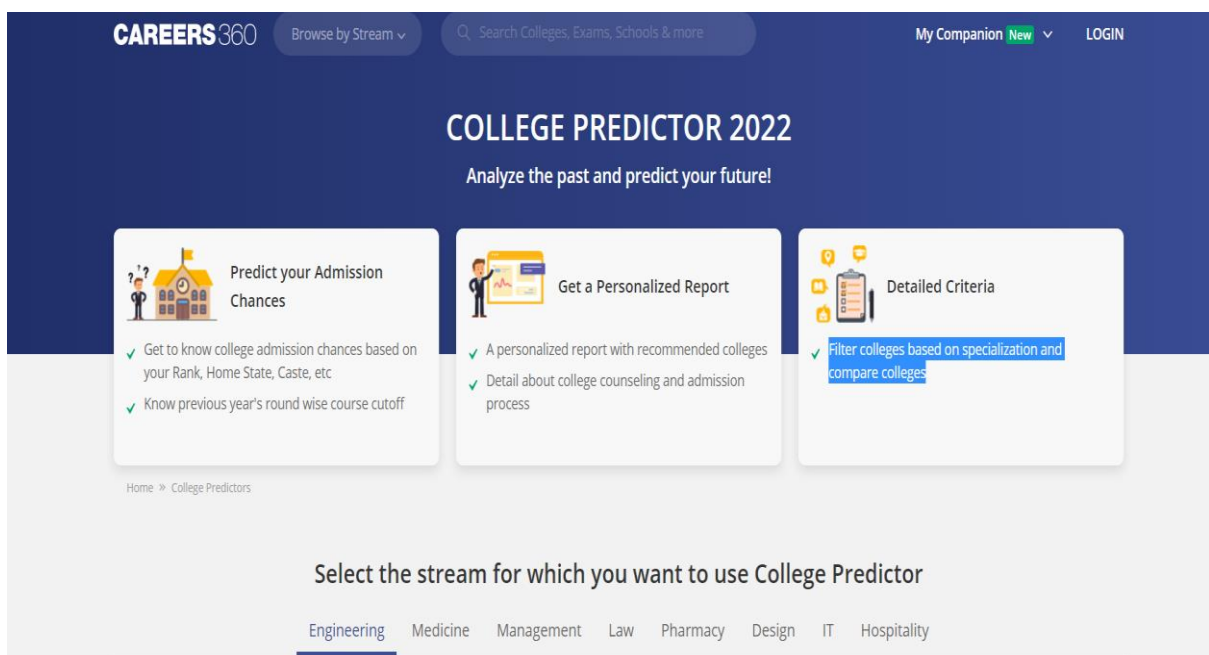 CAREERS360 Browse by Stream Search Colleges, Exams, Schools & more My Companion New LOGIN
COLLEGE PREDICTOR 2022
Analyze the past and predict your future!
Predict your Admission
Chances
Get to know college admission chances based on
your Rank, Home State, Caste, etc
Know previous year's round wise course cutoff
Get a Personalized Report
A personalized report with recommended colleges
Detail about college counseling and admission
process
Detailed Criteria
Filter colleges based on specialization and
compare colleges
Home » College Predictors
Select the stream for which you want to use College Predictor
Engineering Medicine Management Law Pharmacy Design IT Hospitality